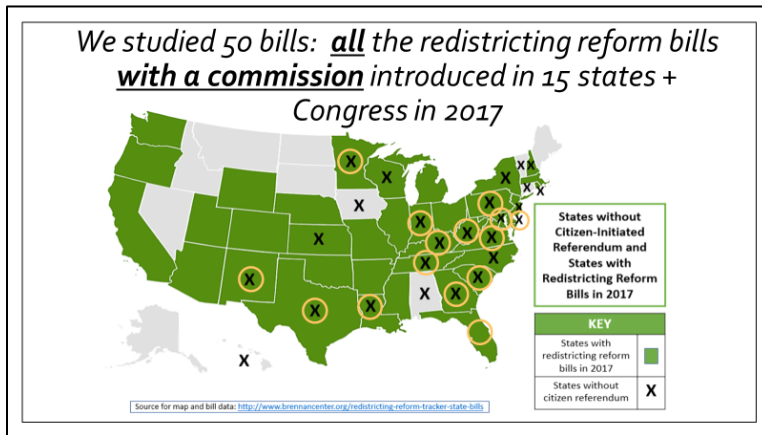 We studied 50 bills: all the redistricting reform bills
with a commission introduced in 15 states +
Congress in 2017
X X X
X X
X X X
X X X X
X X X X
X X X
X X X
X X X X
X
States without
Citizen-Initiated
Referendum and
States with
Redistricting Reform
Bills in 2017
KEY
States with
redistricting reform
bills in 2017
States without
citizen referendum
X
Source for map and bill data: http://www.brennancenter.org/redistricting-reform-tracker-state-bills